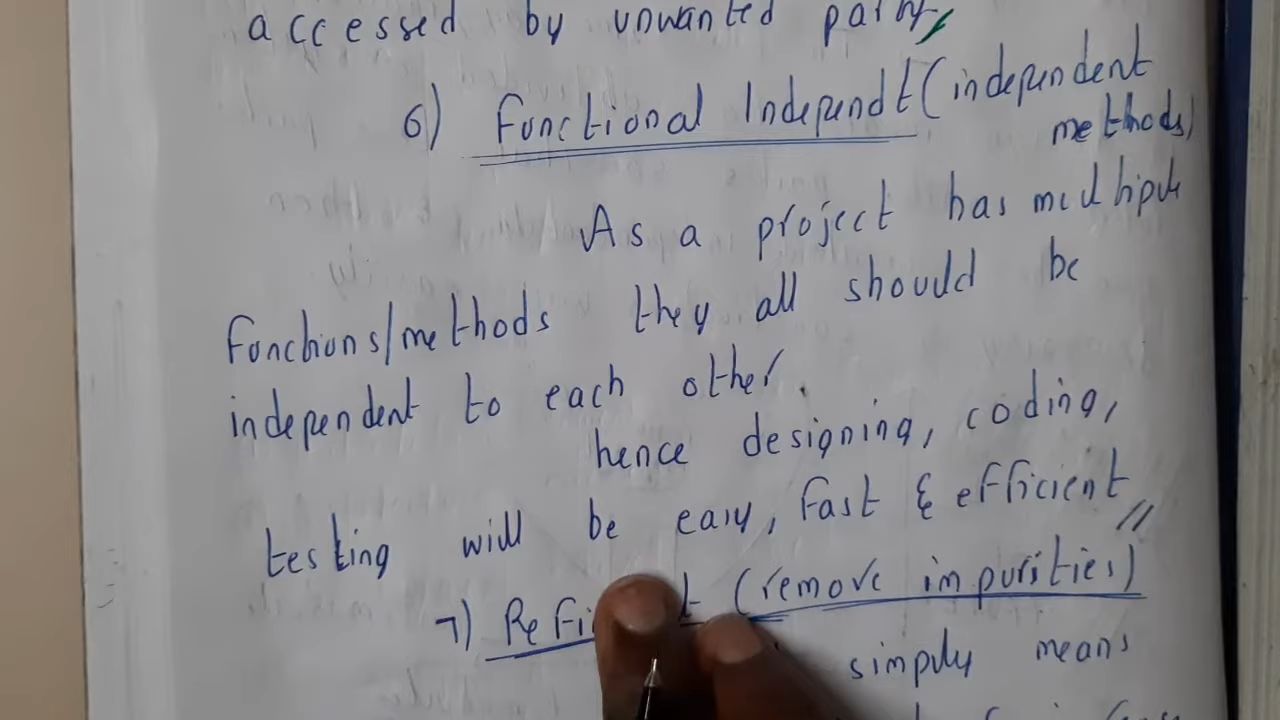 accessed by unwanted party
6) Functional Independt (independent
methods)
As a project has multiple
functions/methods they all should be
independent to each other.
hence designing, coding,
testing will be easy, fast & efficient
7) Refi t (remove impurities)
simply means